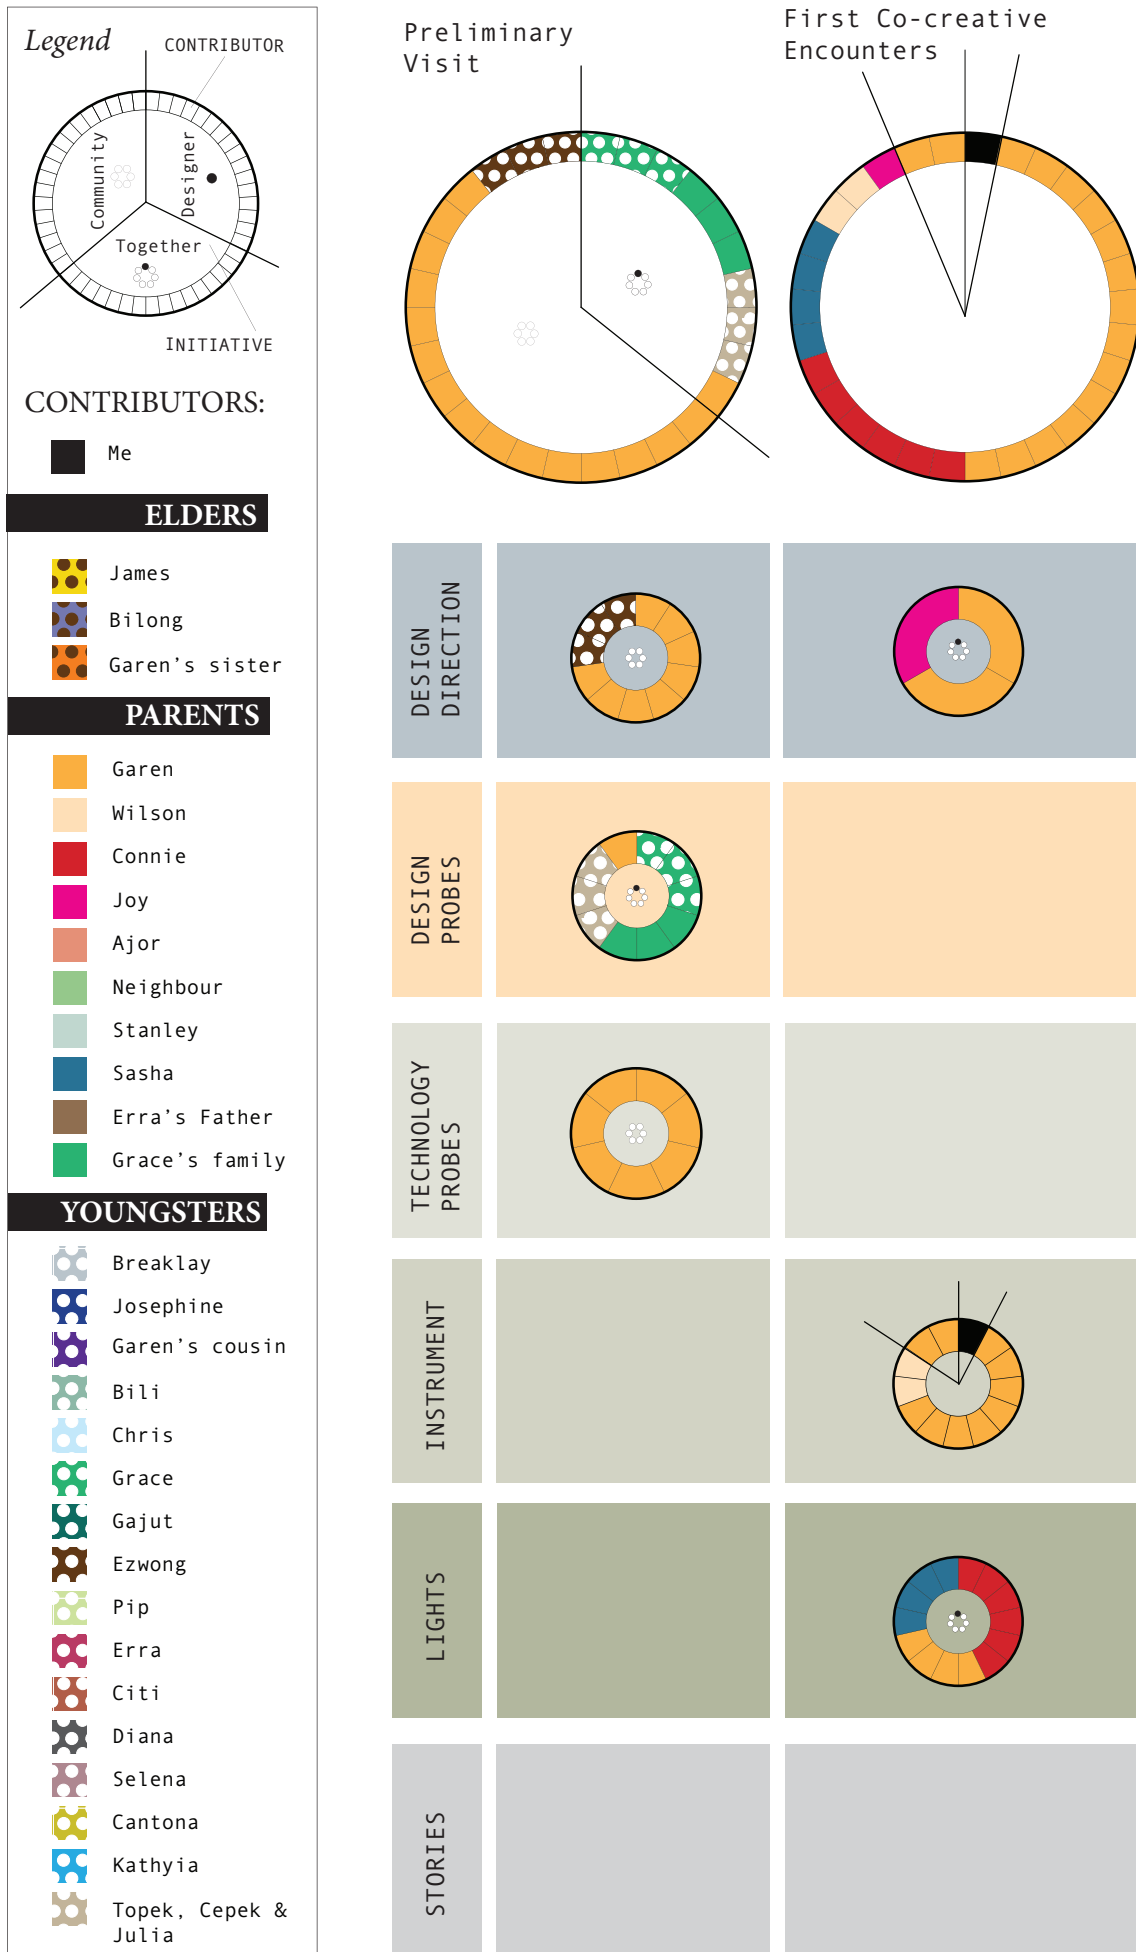 Legend
CONTRIBUTOR
Community
Designer
Together
INITIATIVE
CONTRIBUTORS:
Me
ELDERS
James
Bilong
Garen's sister
PARENTS
Garen
Wilson
Connie
Joy
Ajor
Neighbour
Stanley
Sasha
Erra's Father
Grace's family
YOUNGSTERS
Breaklay
Josephine
Garen's cousin
Bili
Chris
Grace
Gajut
Ezwong
Pip
Erra
Citi
Diana
Selena
Cantona
Kathyia
Topek, Cepek &
Julia
Preliminary
Visit
First Co-creative
Encounters
DESIGN
DIRECTION
DESIGN
PROBES
TECHNOLOGY
PROBES
INSTRUMENT
LIGHTS
STORIES